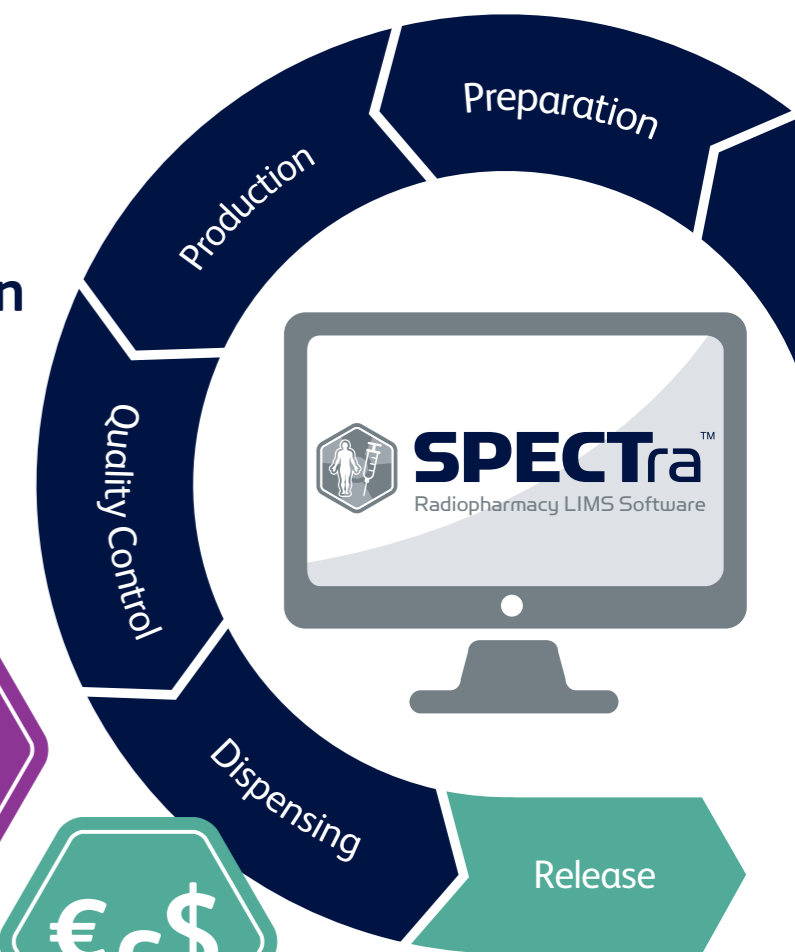 Preparation
Production
Quality Control
Dispensing
Release
SPECTra™
Radiopharmacy LIMS Software
n
€ $